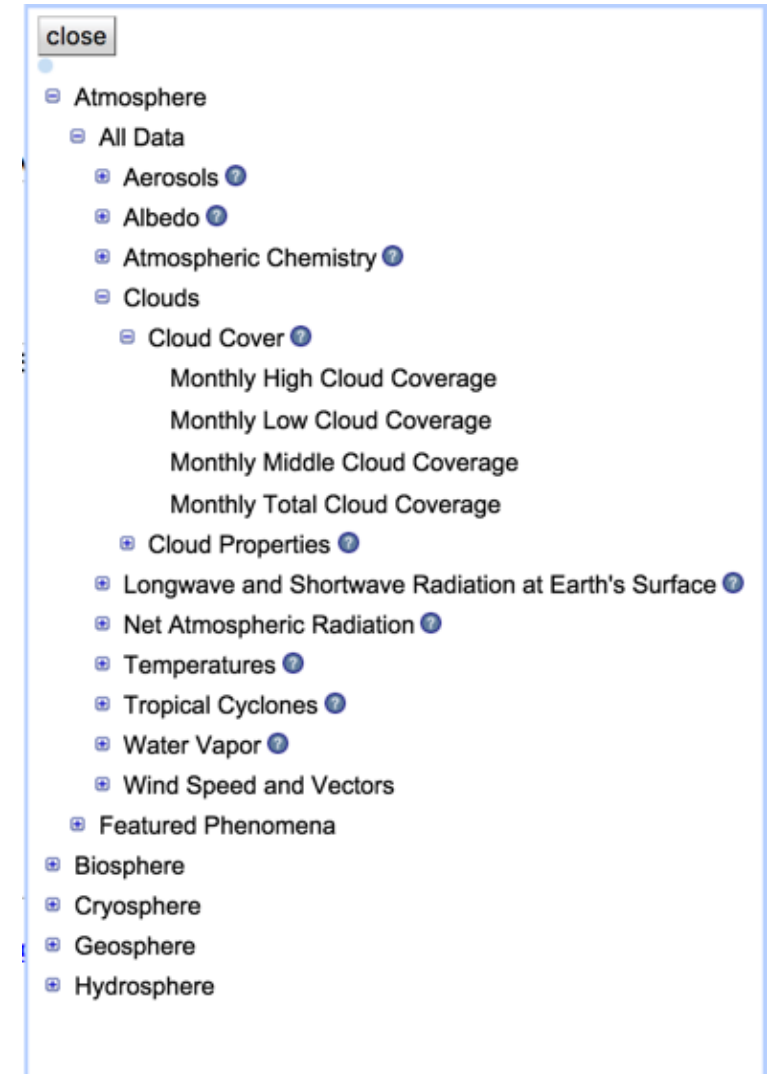 close
Atmosphere
All Data
Aerosols ?
Albedo ?
Atmospheric Chemistry ?
Clouds
Cloud Cover ?
Monthly High Cloud Coverage
Monthly Low Cloud Coverage
Monthly Middle Cloud Coverage
Monthly Total Cloud Coverage
Cloud Properties ?
Longwave and Shortwave Radiation at Earth's Surface ?
Net Atmospheric Radiation ?
Temperatures ?
Tropical Cyclones ?
Water Vapor ?
Wind Speed and Vectors
Featured Phenomena
Biosphere
Cryosphere
Geosphere
Hydrosphere